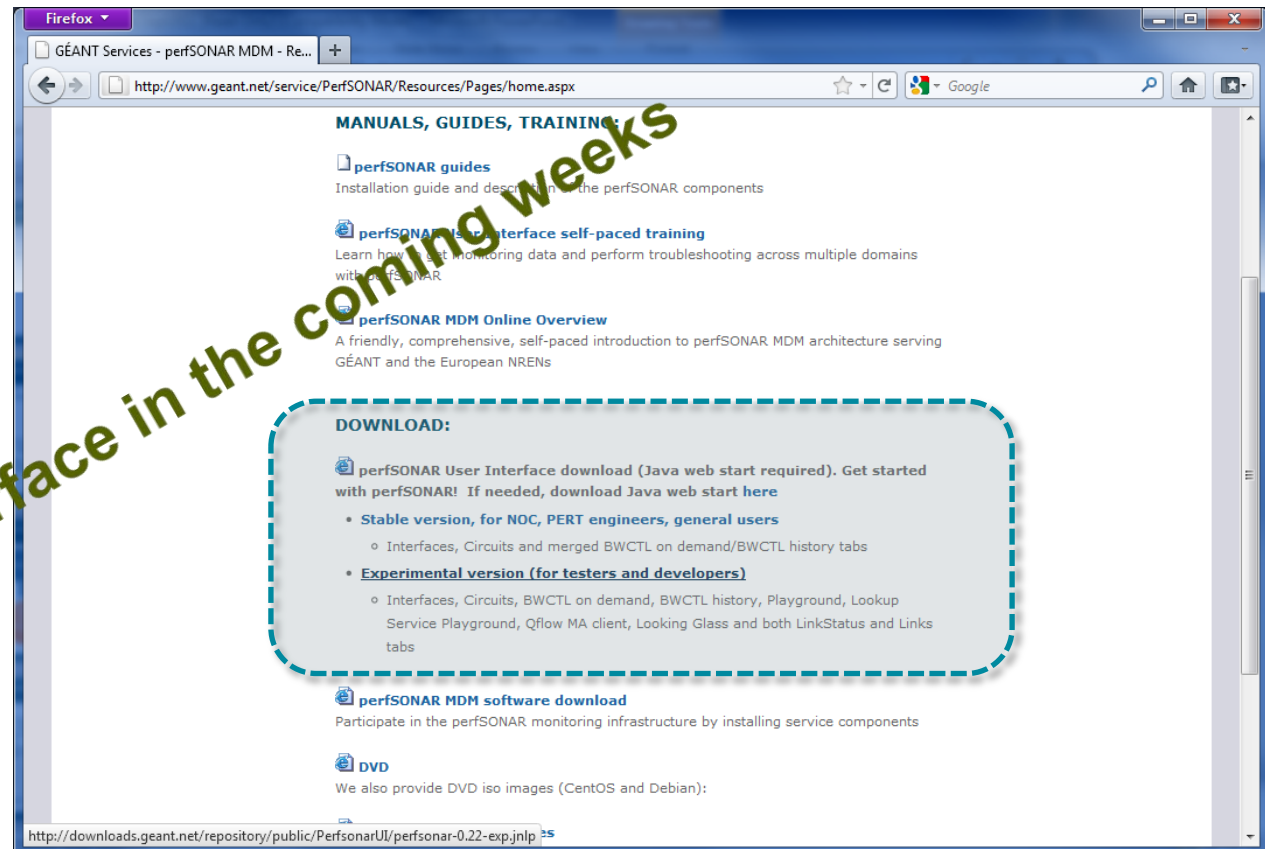 Firefox
GÉANT Services - perfSONAR MDM - Re...
http://www.geant.net/service/PerfSONAR/Resources/Pages/home.aspx
Google
MANUALS, GUIDES, TRAINING:
perfSONAR guides
Installation guide and description of the perfSONAR components
perfSONAR User Interface self-paced training
Learn how to get monitoring data and perform troubleshooting across multiple domains
with perfSONAR
perfSONAR MDM Online Overview
A friendly, comprehensive, self-paced introduction to perfSONAR MDM architecture serving
GÉANT and the European NRENs
face in the coming weeks
DOWNLOAD:
perfSONAR User Interface download (Java web start required). Get started
with perfSONAR! If needed, download Java web start here
• Stable version, for NOC, PERT engineers, general users
Interfaces, Circuits and merged BWCTL on demand/BWCTL history tabs
• Experimental version (for testers and developers)
Interfaces, Circuits, BWCTL on demand, BWCTL history, Playground, Lookup
Service Playground, Qflow MA client, Looking Glass and both LinkStatus and Links
tabs
perfSONAR MDM software download
Participate in the perfSONAR monitoring infrastructure by installing service components
DVD
We also provide DVD iso images (CentOS and Debian):
http://downloads.geant.net/repository/public/PerfsonarUI/perfsonar-0.22-exp.jnlp